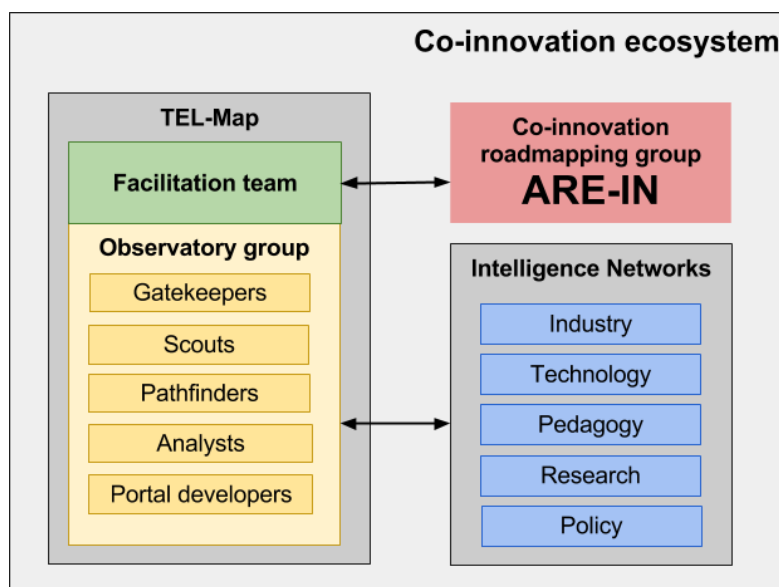 Co-innovation ecosystem
TEL-Map
Facilitation team
Observatory group
Gatekeepers
Scouts
Pathfinders
Analysts
Portal developers
Co-innovation
roadmapping group
ARE-IN
Intelligence Networks
Industry
Technology
Pedagogy
Research
Policy